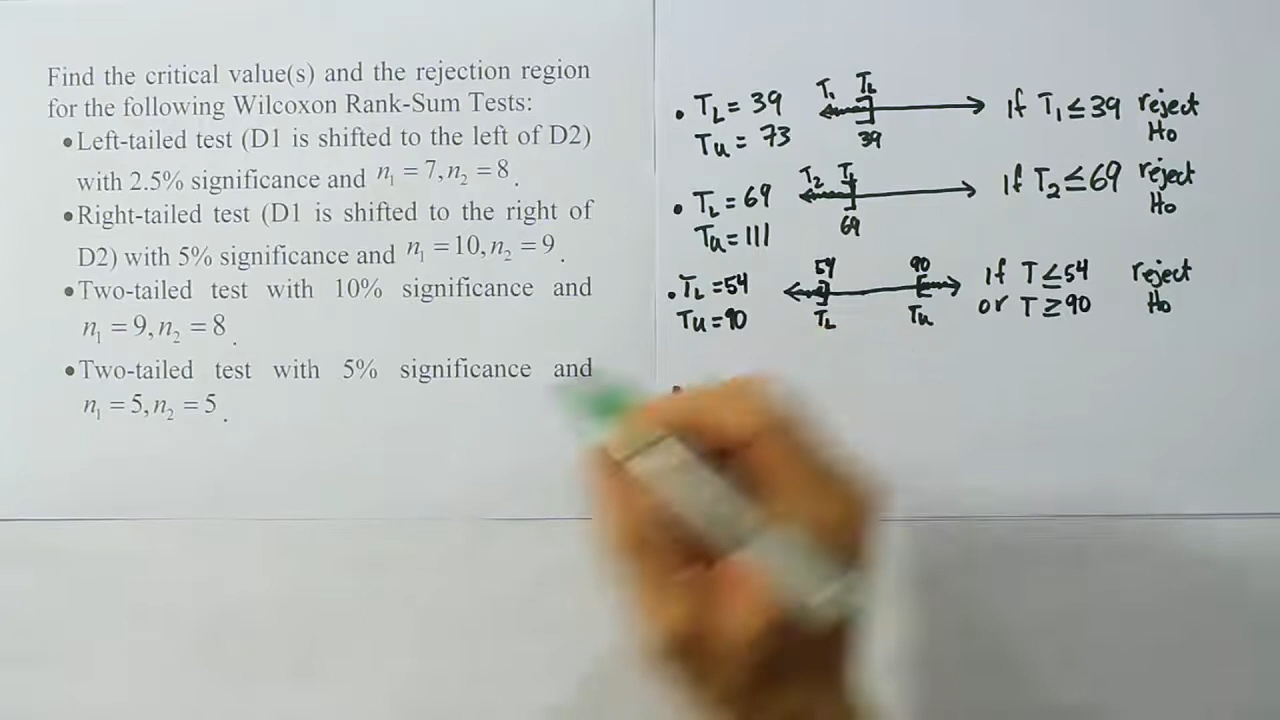 Find the critical value(s) and the rejection region
for the following Wilcoxon Rank-Sum Tests:
• Left-tailed test (D1 is shifted to the left of D2)
with 2.5% significance and n₁ = 7, n₂ = 8 .
• Right-tailed test (D1 is shifted to the right of
D2) with 5% significance and n₁ = 10, n₂ = 9 .
• Two-tailed test with 10% significance and
n₁ = 9, n₂ = 8 .
• Two-tailed test with 5% significance and
n₁ = 5, n₂ = 5 .
• TL = 39
Tu = 73
T₁ TL
39
If T₁ ≤ 39 reject
Ho
• TL = 69
Tu = 111
T₂
69
If T₂ ≤ 69 reject
Ho
• TL = 54
Tu = 90
54 90
TL Tu
If T ≤ 54 reject
or T ≥ 90 Ho